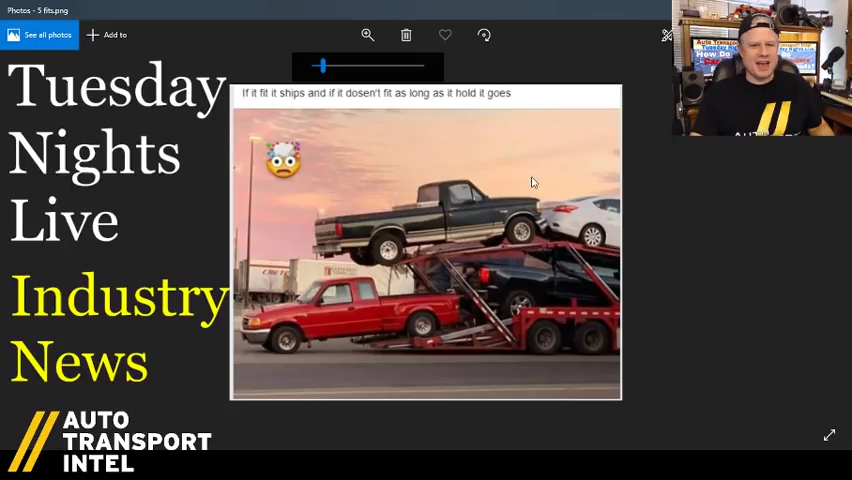 Photos - 5 fits.png
See all photos
Add to
Tuesday
Nights
Live
Industry
News
AUTO
TRANSPORT
INTEL
If it fit it ships and if it dosen't fit as long as it hold it goes